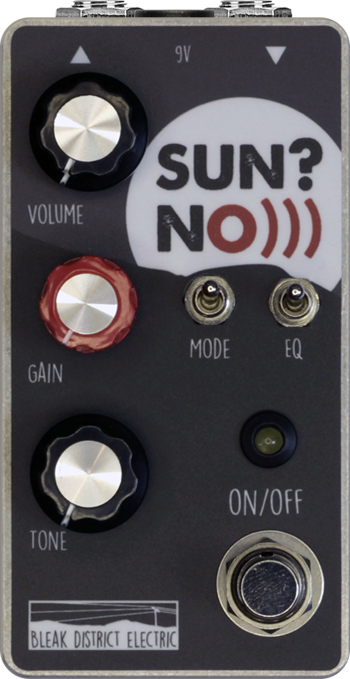 9V
SUN?
NO)))
VOLUME
MODE
EQ
GAIN
ON/OFF
TONE
BLEAK DISTRICT ELECTRIC